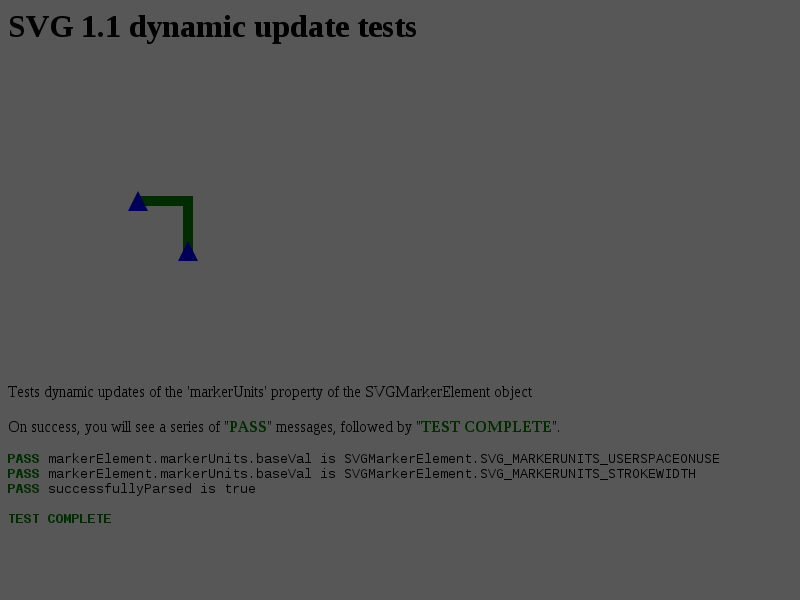 SVG 1.1 dynamic update tests
Tests dynamic updates of the 'markerUnits' property of the SVGMarkerElement object
On success, you will see a series of "PASS" messages, followed by "TEST COMPLETE".
PASS markerElement.markerUnits.baseVal is SVGMarkerElement.SVG_MARKERUNITS_USERSPACEONUSE
PASS markerElement.markerUnits.baseVal is SVGMarkerElement.SVG_MARKERUNITS_STROKEWIDTH
PASS successfullyParsed is true
TEST COMPLETE